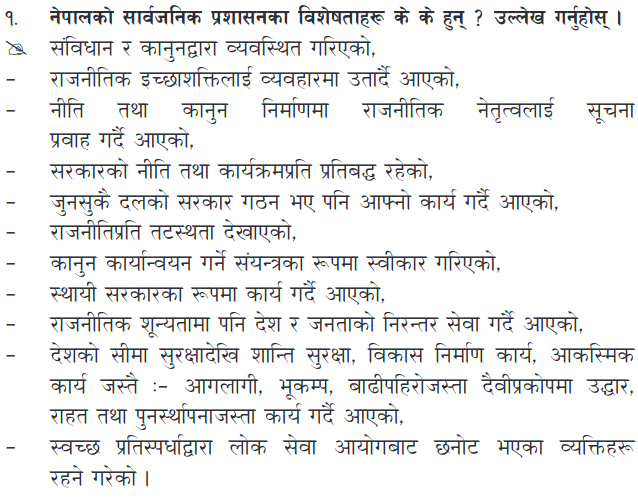 १. नेपालको सार्वजनिक प्रशासनका विशेषताहरू के के हुन् ? उल्लेख गर्नुहोस् ।
✍ संविधान र कानुनद्वारा व्यवस्थित गरिएको,
– राजनीतिक इच्छाशक्तिलाई व्यवहारमा उतार्दै आएको,
– नीति तथा कानुन निर्माणमा राजनीतिक नेतृत्वलाई सूचना
प्रवाह गर्दै आएको,
– सरकारको नीति तथा कार्यक्रमप्रति प्रतिबद्ध रहेको,
– जुनसुकै दलको सरकार गठन भए पनि आफ्नो कार्य गर्दै आएको,
– राजनीतिप्रति तटस्थता देखाएको,
– कानुन कार्यान्वयन गर्ने संयन्त्रका रूपमा स्वीकार गरिएको,
– स्थायी सरकारका रूपमा कार्य गर्दै आएको,
– राजनीतिक शून्यतामा पनि देश र जनताको निरन्तर सेवा गर्दै आएको,
– देशको सीमा सुरक्षादेखि शान्ति सुरक्षा, विकास निर्माण कार्य, आकस्मिक
कार्य जस्तै :– आगलागी, भूकम्प, बाढीपहिरोजस्ता दैवीप्रकोपमा उद्धार,
राहत तथा पुनर्स्थापनाजस्ता कार्य गर्दै आएको,
– स्वच्छ प्रतिस्पर्धाद्वारा लोक सेवा आयोगबाट छनोट भएका व्यक्तिहरू
रहने गरेको ।